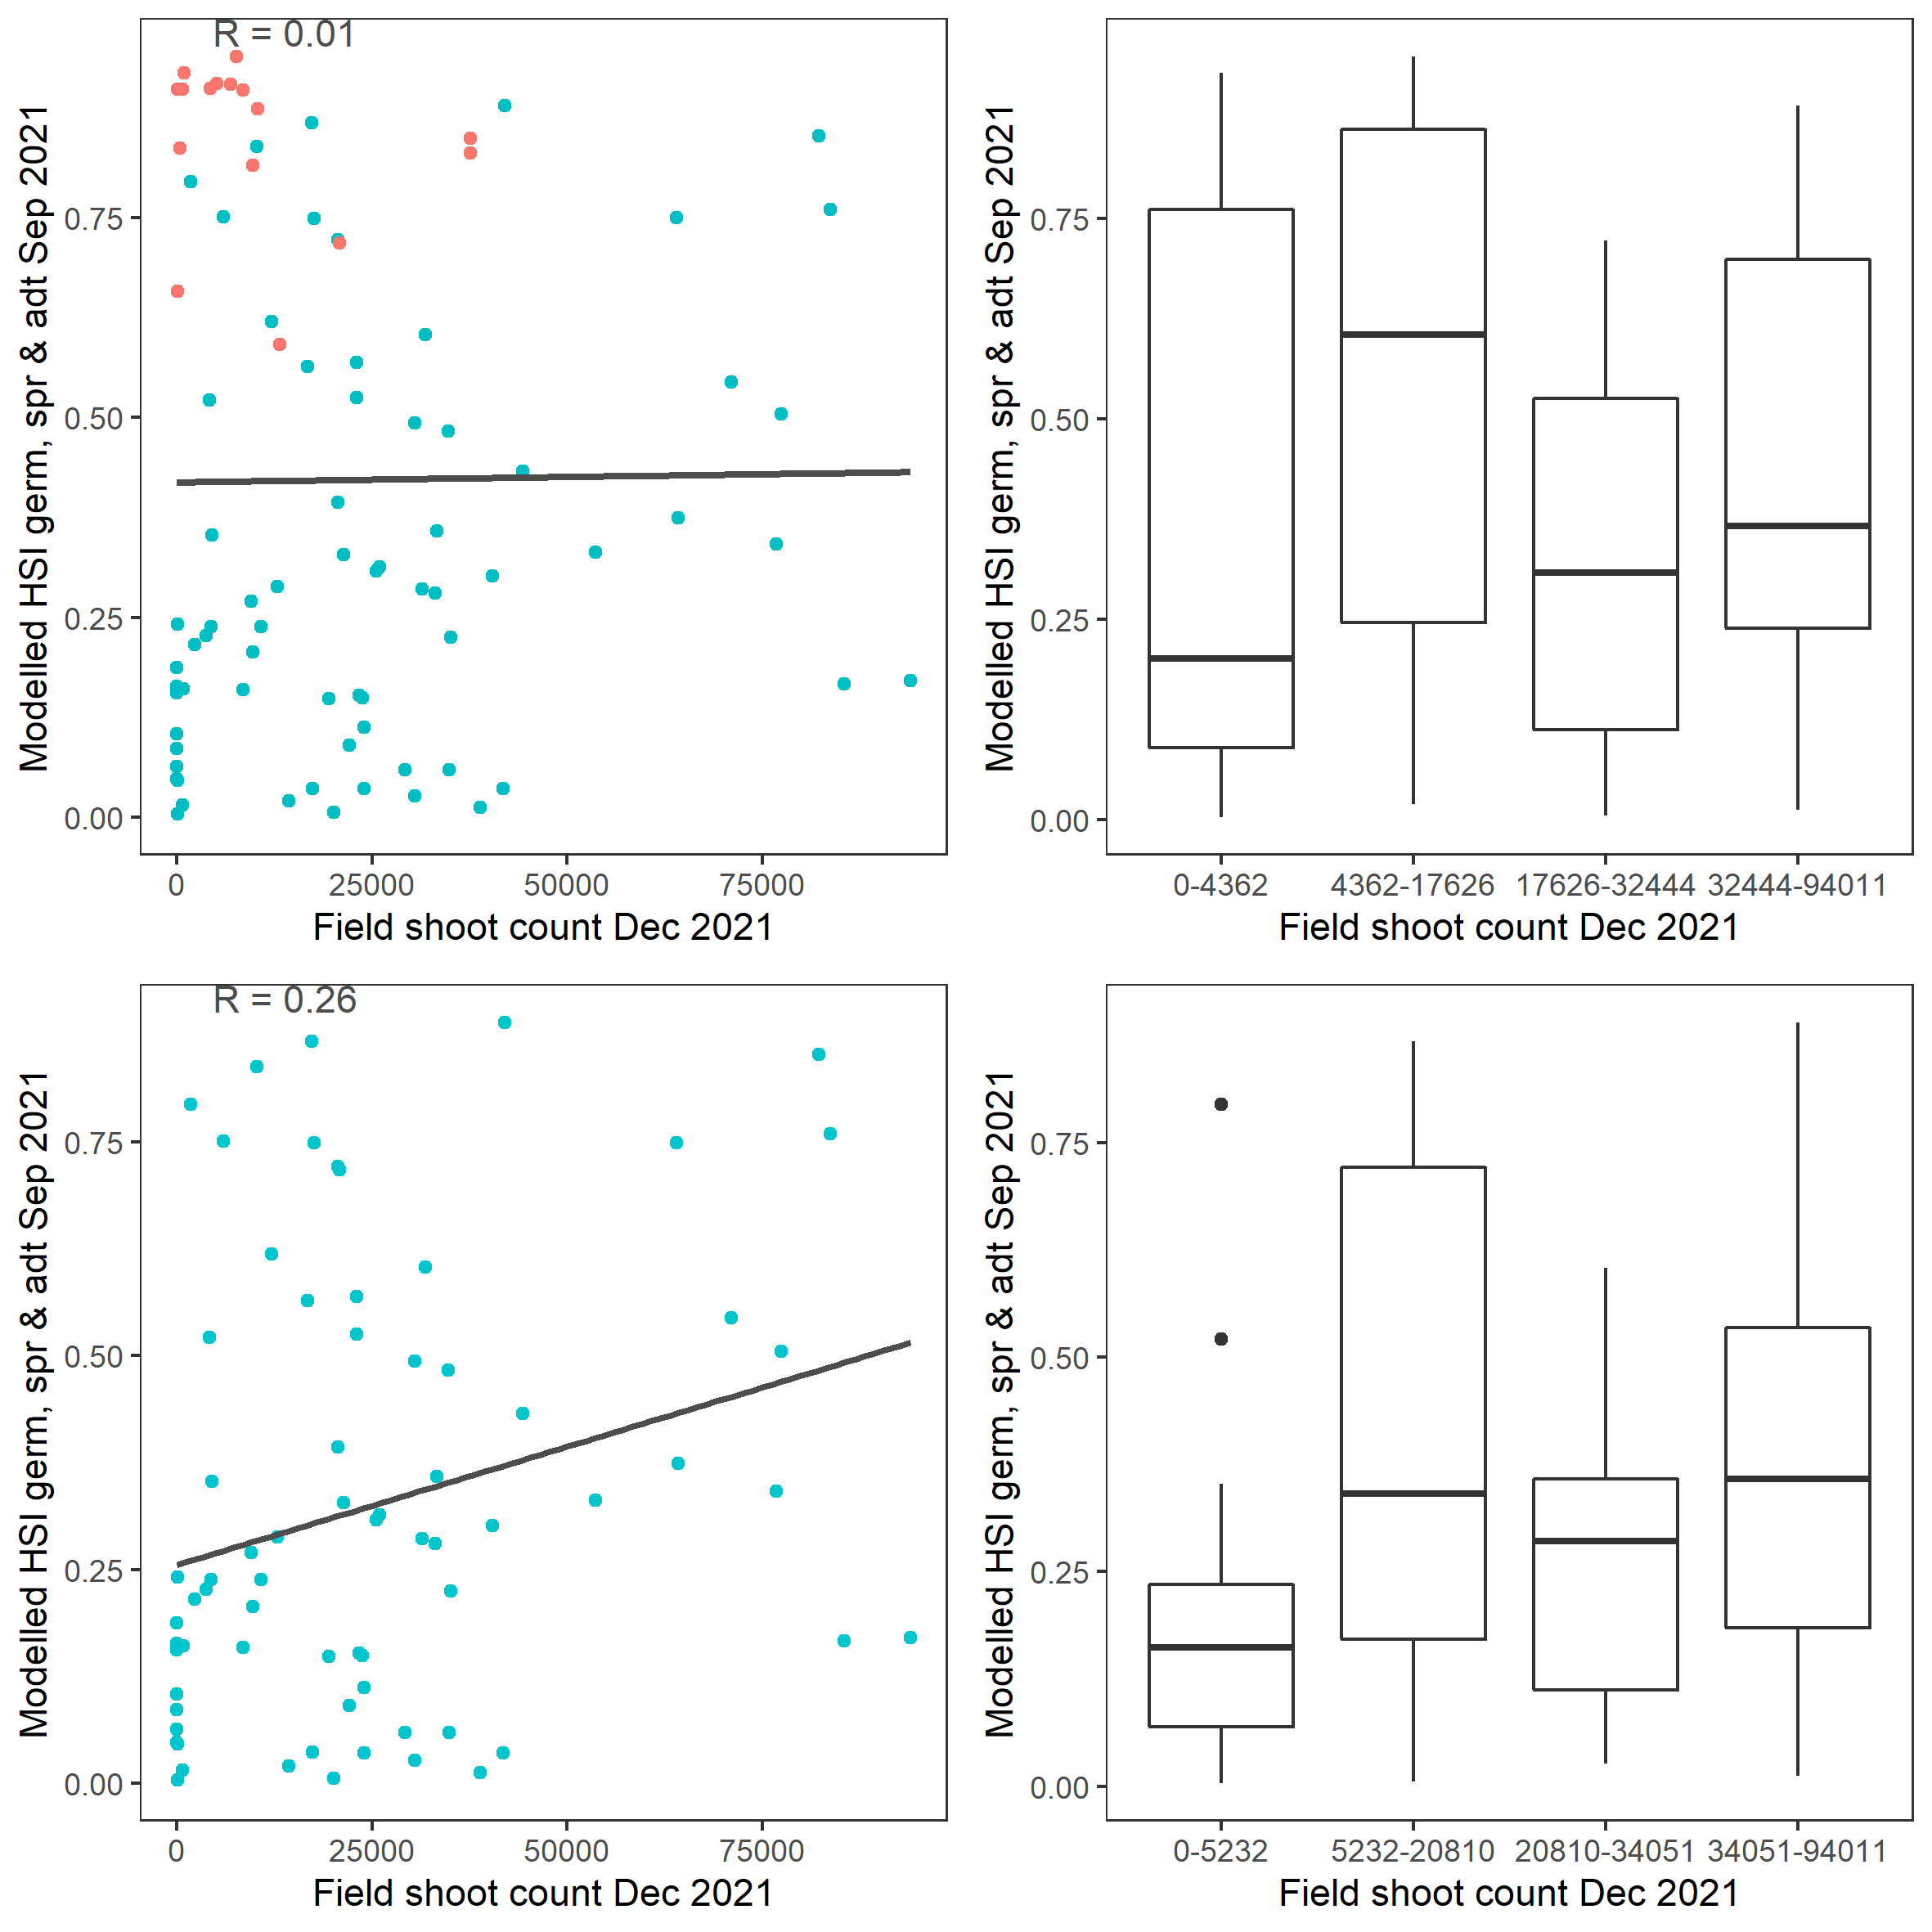 R = 0.01
Modelled HSI germ, spr & adt Sep 2021
0.75
0.50
0.25
0.00
0 25000 50000 75000
Field shoot count Dec 2021
Modelled HSI germ, spr & adt Sep 2021
0.75
0.50
0.25
0.00
0-4362 4362-17626 17626-32444 32444-94011
Field shoot count Dec 2021
R = 0.26
Modelled HSI germ, spr & adt Sep 2021
0.75
0.50
0.25
0.00
0 25000 50000 75000
Field shoot count Dec 2021
Modelled HSI germ, spr & adt Sep 2021
0.75
0.50
0.25
0.00
0-5232 5232-20810 20810-34051 34051-94011
Field shoot count Dec 2021